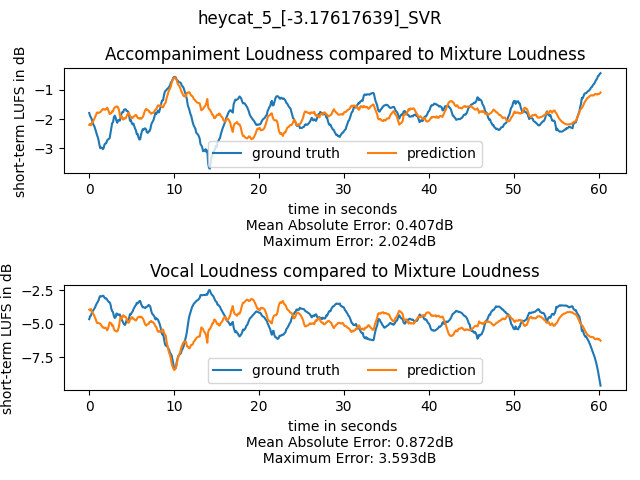 heycat_5_[-3.17617639]_SVR
Accompaniment Loudness compared to Mixture Loudness
short-term LUFS in dB
−1
−2
−3
ground truth
prediction
0 10 20 30 40 50 60
time in seconds
Mean Absolute Error: 0.407dB
Maximum Error: 2.024dB
Vocal Loudness compared to Mixture Loudness
short-term LUFS in dB
−2.5
−5.0
−7.5
ground truth
prediction
0 10 20 30 40 50 60
time in seconds
Mean Absolute Error: 0.872dB
Maximum Error: 3.593dB